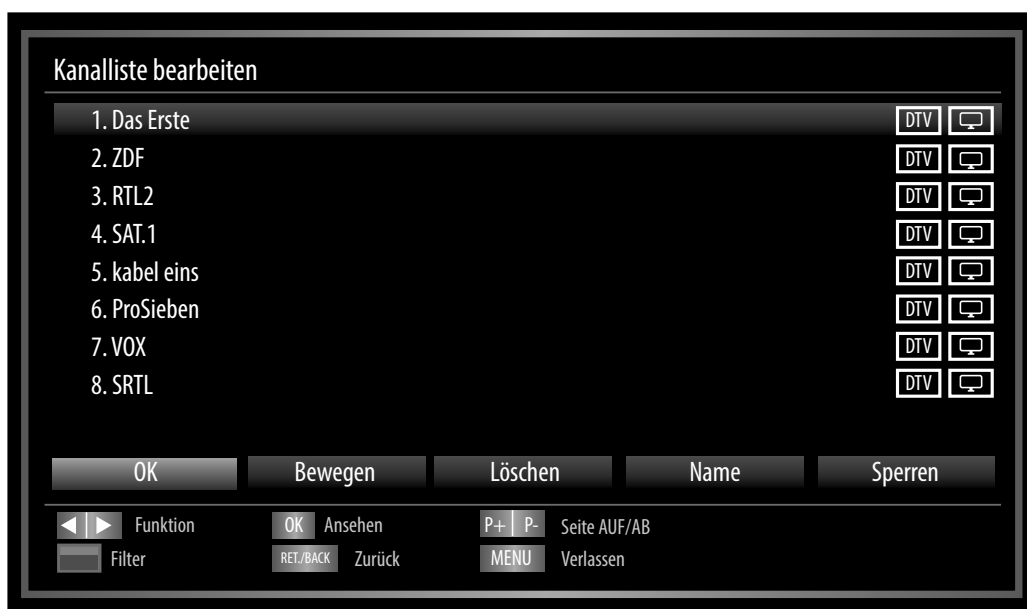 Kanalliste bearbeiten
1. Das Erste DTV
2. ZDF DTV
3. RTL2 DTV
4. SAT.1 DTV
5. kabel eins DTV
6. ProSieben DTV
7. VOX DTV
8. SRTL DTV
OK Bewegen Löschen Name Sperren
Funktion OK Ansehen P+ P- Seite AUF/AB
Filter RET./BACK Zurück MENU Verlassen